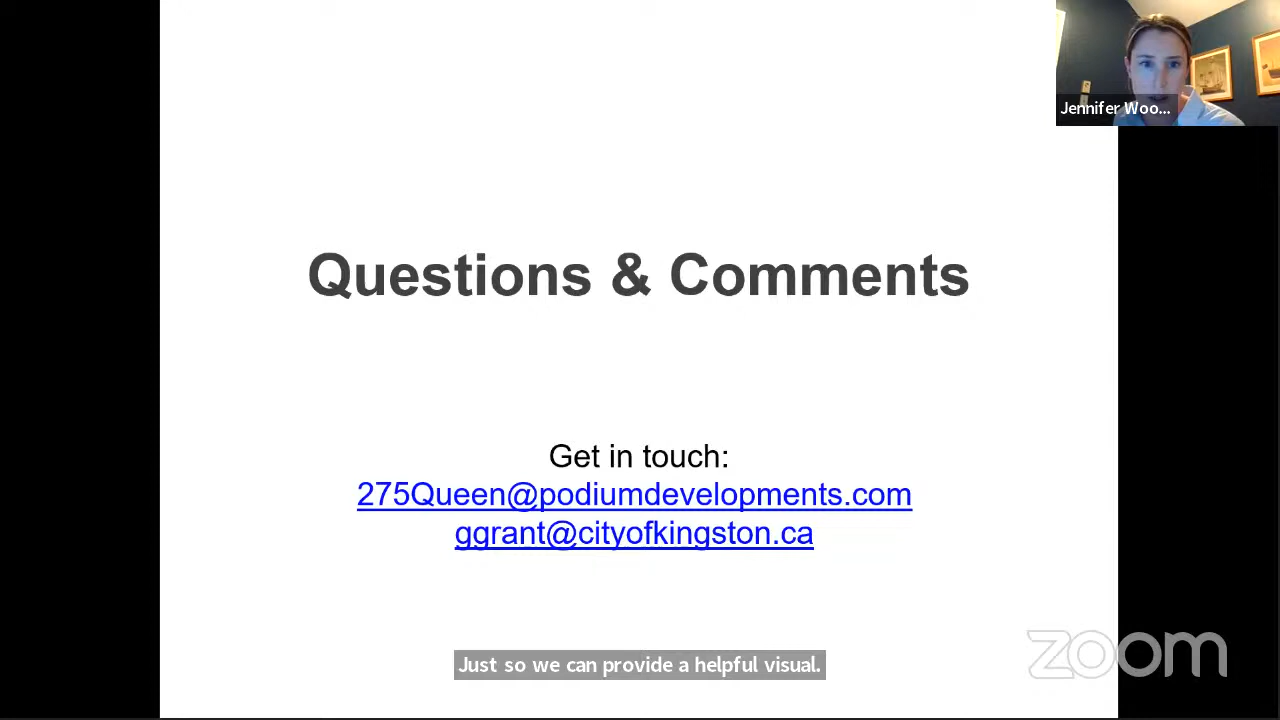 Jennifer Woo...
Questions & Comments
Get in touch:
275Queen@podiumdevelopments.com
ggrant@cityofkingston.ca
Just so we can provide a helpful visual.
zoom